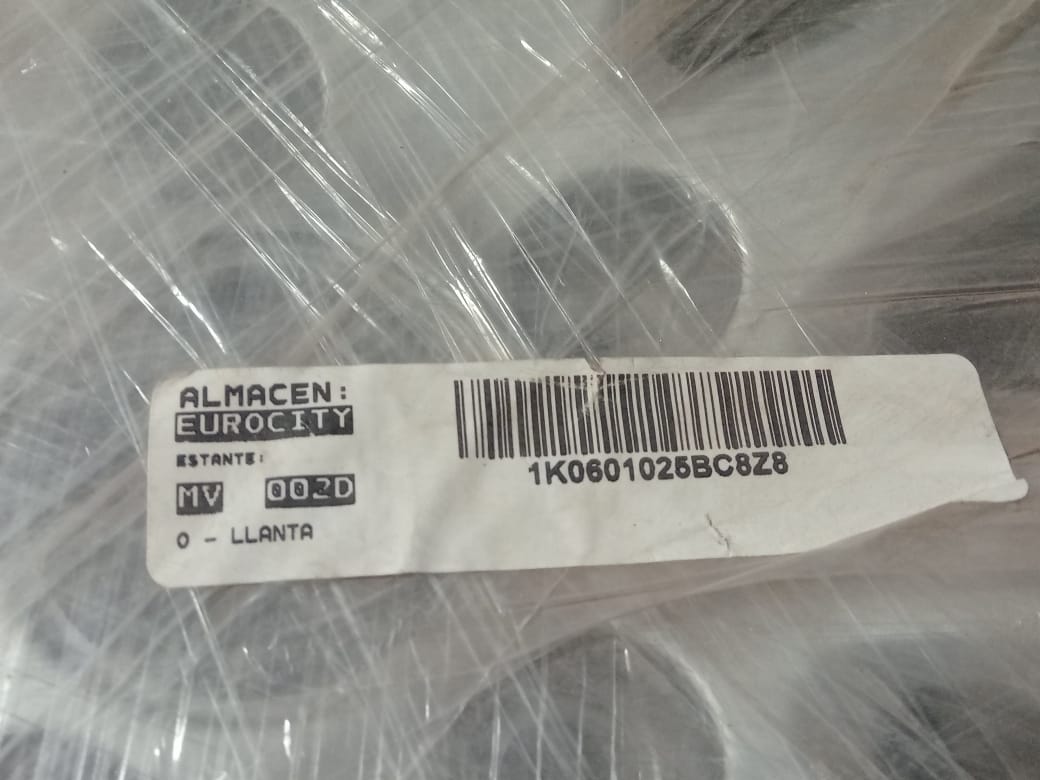 ALMACEN:
EUROCITY
ESTANTE:
MV 002D
0 - LLANTA
1K0601025BC8Z8